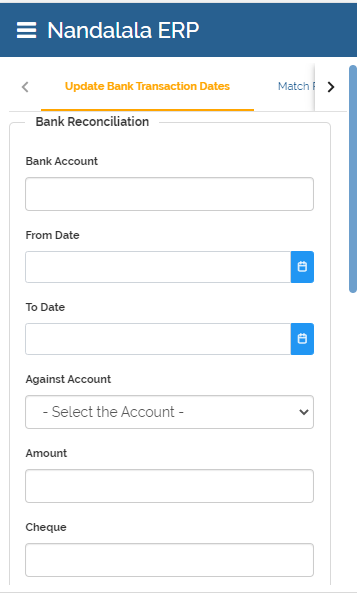 Nandalala ERP
Update Bank Transaction Dates
Match
Bank Reconciliation
Bank Account
From Date
To Date
Against Account
- Select the Account -
Amount
Cheque